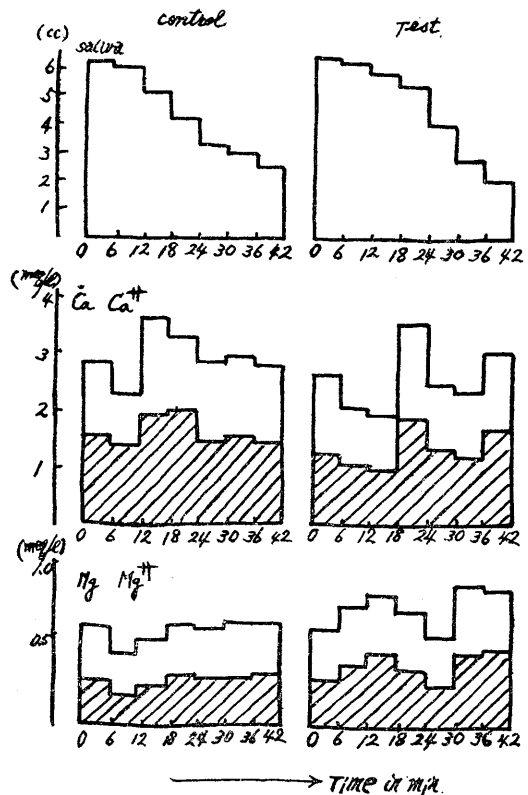 control Test.
(cc) saliva
6
5
4
3
2
1
0 6 12 18 24 30 36 42 0 6 12 18 24 30 36 42
(meq/l)
4 Ca Ca⧺
3
2
1
0 6 12 18 24 30 36 42 0 6 12 18 24 30 36 42
(meq/l)
1.0 Mg Mg⧺
0.5
0 6 12 18 24 30 36 42 0 6 12 18 24 30 36 42
Time in min.